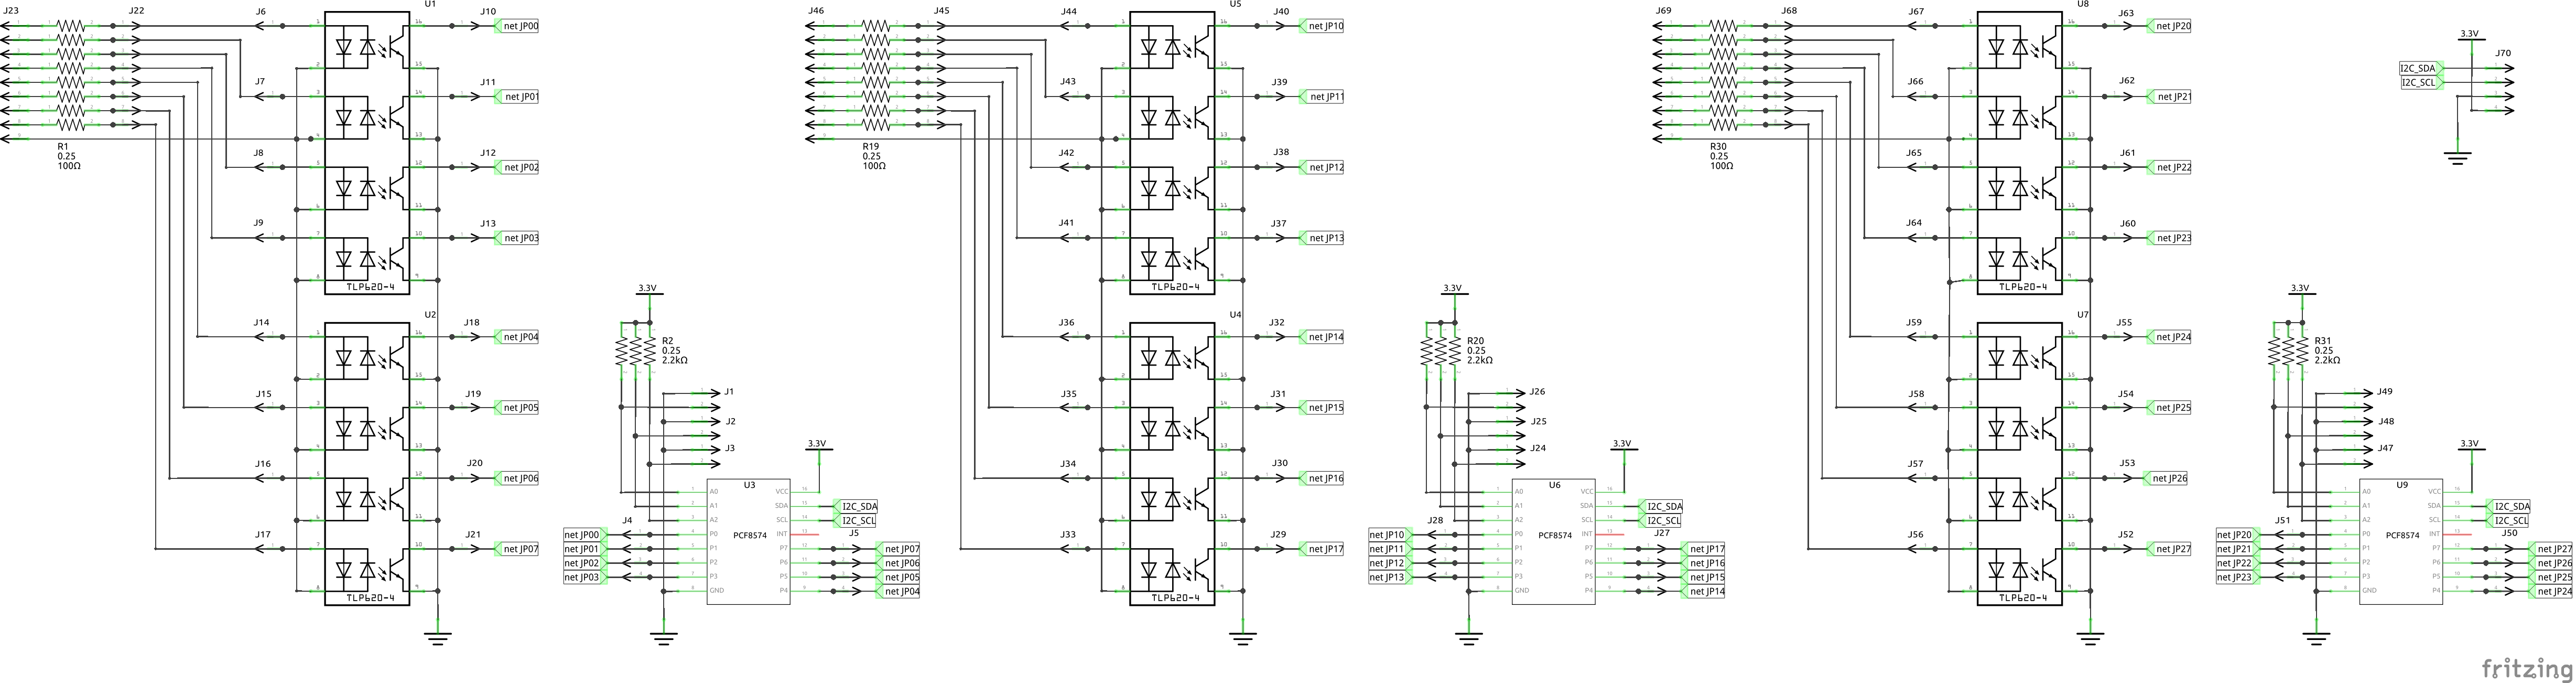 J23
J22
J6
U1
J10
net JP00
J7
J11
net JP01
R1
0.25
100Ω
J8
J12
net JP02
J9
J13
net JP03
TLP620-4
U2
J14
J18
net JP04
J15
J19
net JP05
J16
J20
net JP06
J17
J21
net JP07
TLP620-4
3.3V
R2
0.25
2.2kΩ
J1
J2
J3
3.3V
U3
A0
A1
A2
P0
P1
P2
P3
GND
PCF8574
VCC
SDA
SCL
INT
P7
P6
P5
P4
I2C_SDA
I2C_SCL
J4
net JP00
net JP01
net JP02
net JP03
J5
net JP07
net JP06
net JP05
net JP04
J46
J45
J44
U5
J40
net JP10
J43
J39
net JP11
R19
0.25
100Ω
J42
J38
net JP12
J41
J37
net JP13
TLP620-4
U4
J36
J32
net JP14
J35
J31
net JP15
J34
J30
net JP16
J33
J29
net JP17
TLP620-4
3.3V
R20
0.25
2.2kΩ
J26
J25
J24
3.3V
U6
A0
A1
A2
P0
P1
P2
P3
GND
PCF8574
VCC
SDA
SCL
INT
P7
P6
P5
P4
I2C_SDA
I2C_SCL
J28
net JP10
net JP11
net JP12
net JP13
J27
net JP17
net JP16
net JP15
net JP14
J69
J68
J67
U8
J63
net JP20
J66
J62
net JP21
R30
0.25
100Ω
J65
J61
net JP22
J64
J60
net JP23
TLP620-4
U7
J59
J55
net JP24
J58
J54
net JP25
J57
J53
net JP26
J56
J52
net JP27
TLP620-4
3.3V
J70
I2C_SDA
I2C_SCL
3.3V
R31
0.25
2.2kΩ
J49
J48
J47
3.3V
U9
A0
A1
A2
P0
P1
P2
P3
GND
PCF8574
VCC
SDA
SCL
INT
P7
P6
P5
P4
I2C_SDA
I2C_SCL
J51
net JP20
net JP21
net JP22
net JP23
J50
net JP27
net JP26
net JP25
net JP24
fritzing